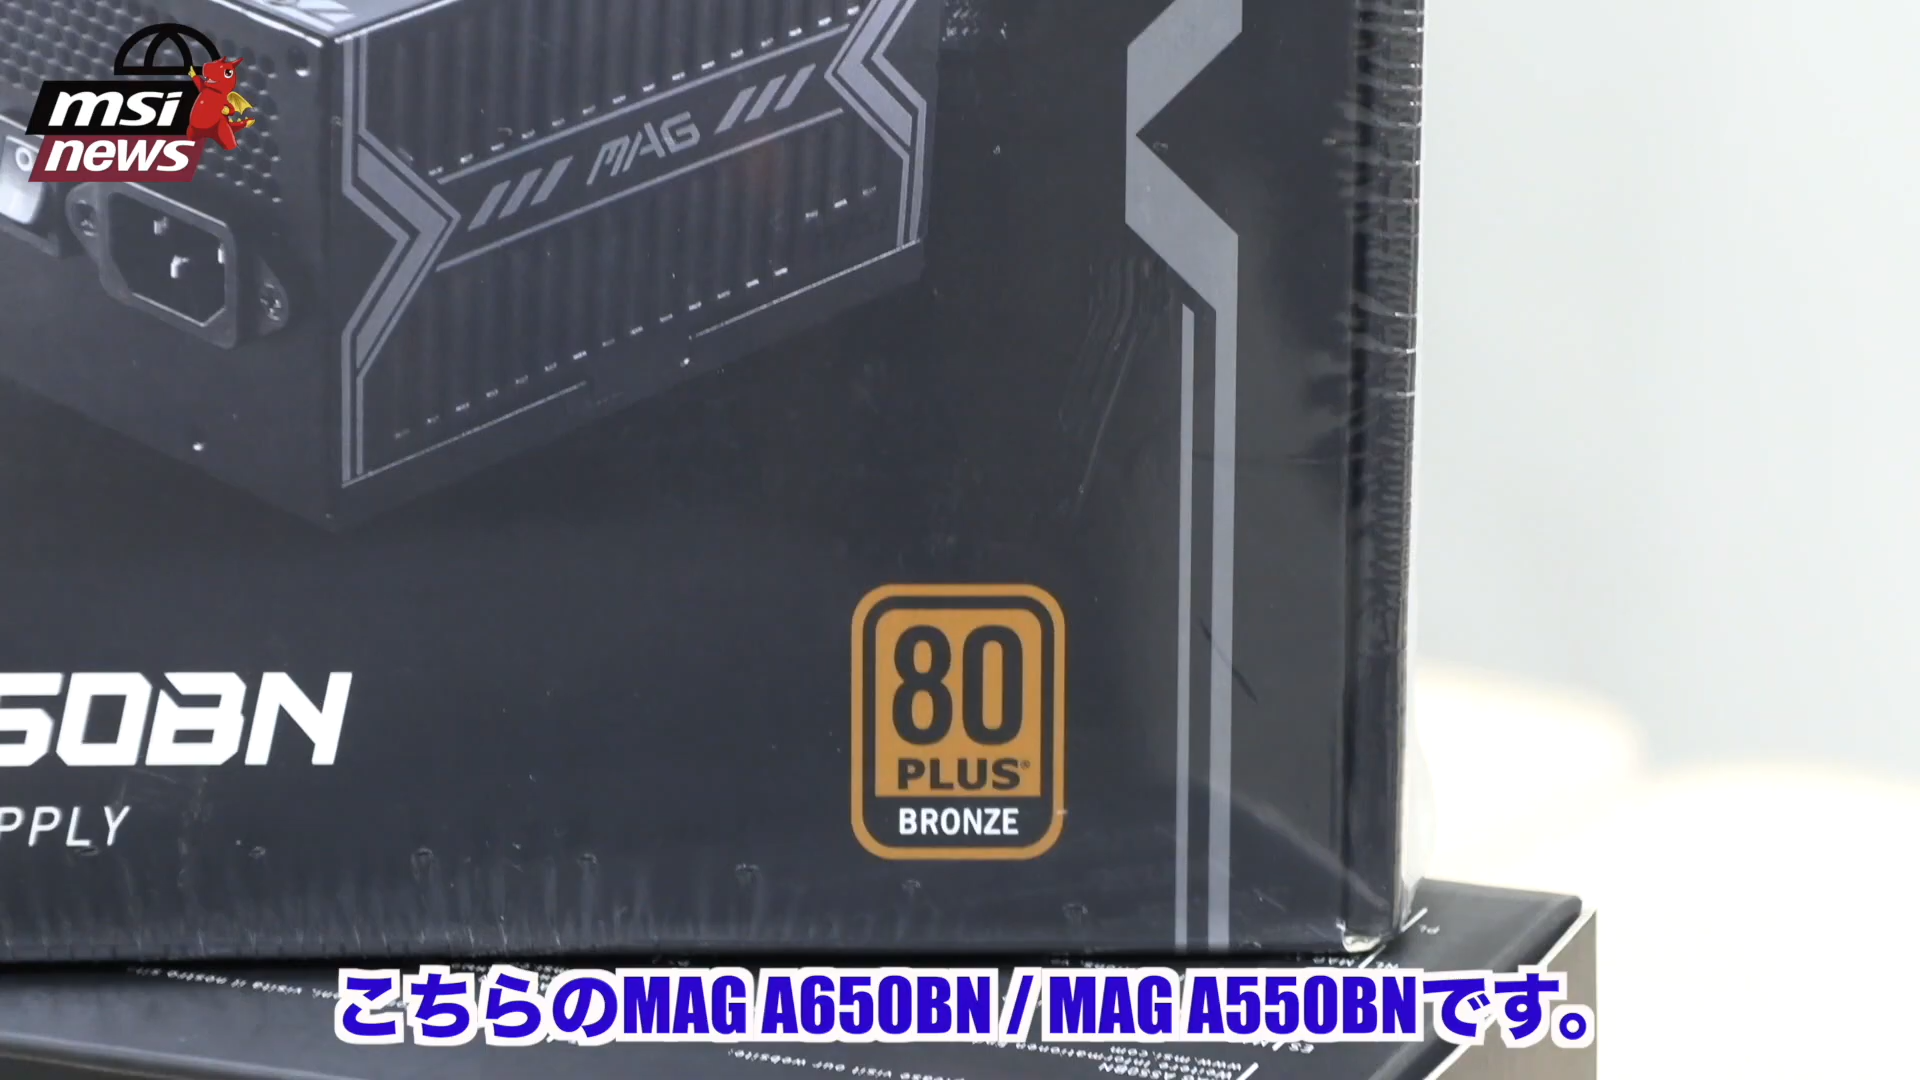 msi
news
MAG
50BN
PPLY
80
PLUS®
BRONZE
こちらのMAG A650BN / MAG A550BNです。